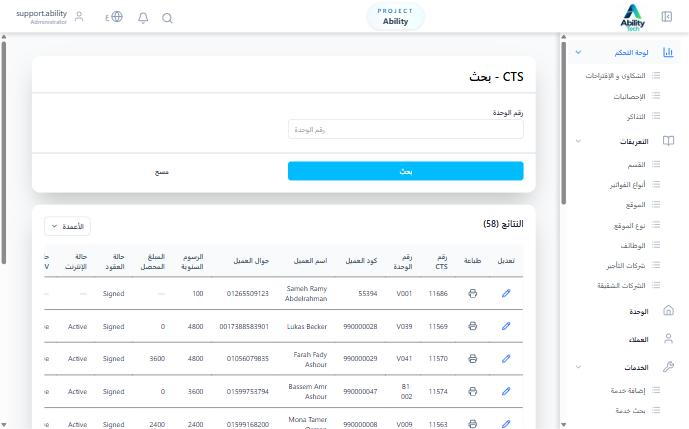 support.ability
Administrator
ع
PROJECT
Ability
Ability
tech
لوحة التحكم
الشكاوى و الإقتراحات
الإحصائيات
التذاكر
التعريفات
القسم
أنواع الفواتير
الموقع
نوع الموقع
الوظائف
شركات التأجير
الشركات الشقيقة
الوحدة
العملاء
الخدمات
إضافة خدمة
بحث خدمة
CTS - بحث
رقم الوحدة
رقم الوحدة
بحث
مسح
النتائج (58)
الأعمدة
تعديل طباعة رقم CTS رقم الوحدة كود العميل اسم العميل جوال العميل الرسوم السنوية المبلغ المحصل حالة العقود حالة الإنترنت
11686 V001 55394 Sameh Ramy Abdelrahman 01265509123 100 — Signed — —
11569 V039 990000028 Lukas Becker 0017388583901 4800 0 Signed Active
11570 V041 990000029 Farah Fady Ashour 01056079835 4800 3600 Signed Active
11574 B1-002 990000047 Bassem Amr Ashour 01599753794 3600 0 Signed Active
11563 V009 990000008 Mona Tamer 01599168200 2400 2400 Signed Active